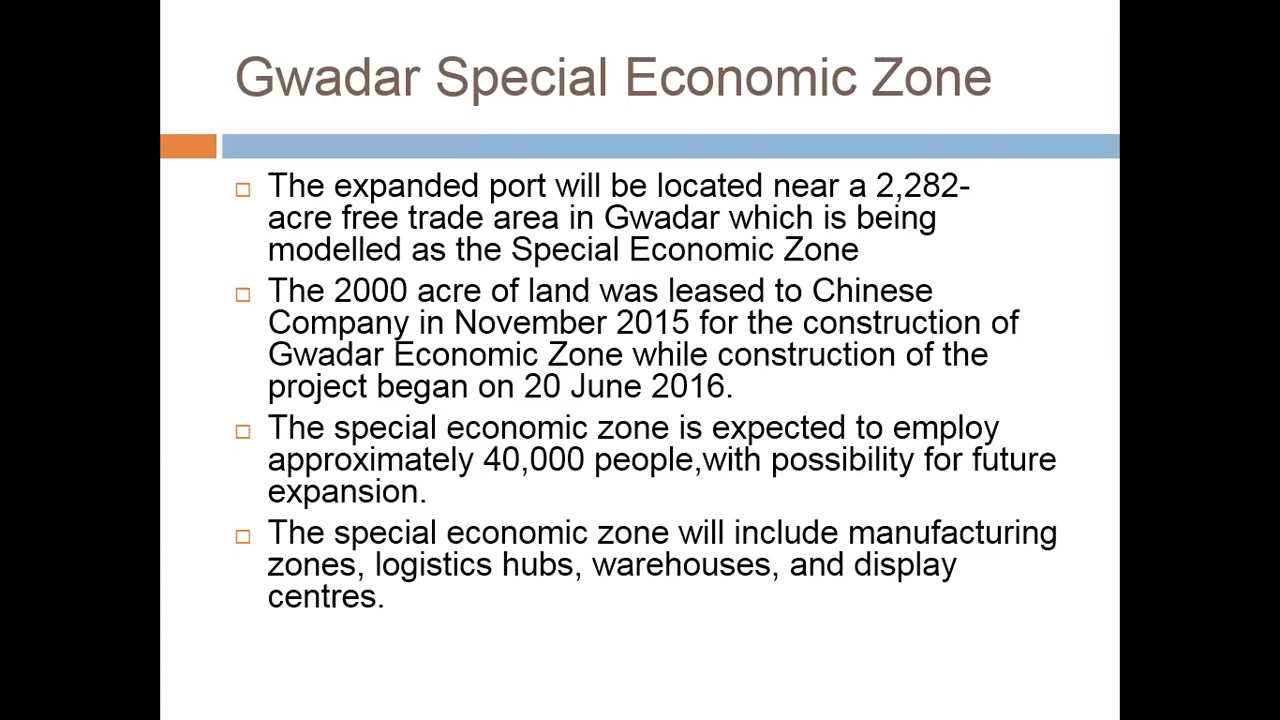 Gwadar Special Economic Zone
The expanded port will be located near a 2,282-
acre free trade area in Gwadar which is being
modelled as the Special Economic Zone
The 2000 acre of land was leased to Chinese
Company in November 2015 for the construction of
Gwadar Economic Zone while construction of the
project began on 20 June 2016.
The special economic zone is expected to employ
approximately 40,000 people,with possibility for future
expansion.
The special economic zone will include manufacturing
zones, logistics hubs, warehouses, and display
centres.